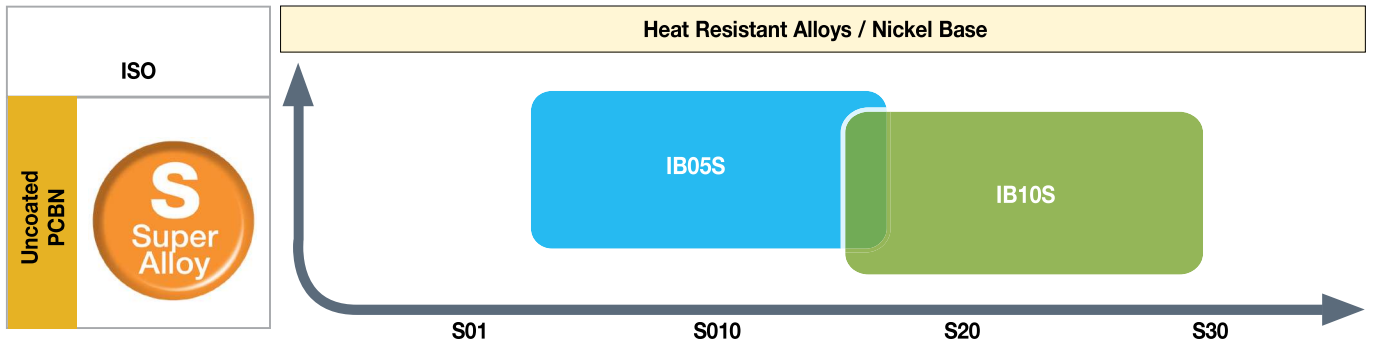 Heat Resistant Alloys / Nickel Base
ISO
Uncoated
PCBN
S
Super
Alloy
IB05S
IB10S
S01 S010 S20 S30